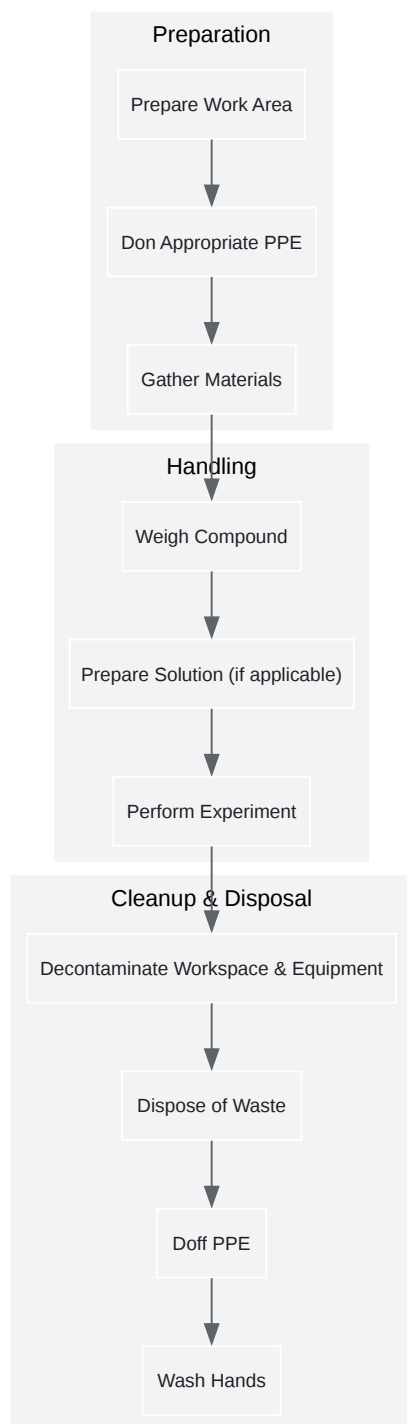 Preparation
Prepare Work Area
Don Appropriate PPE
Gather Materials
Handling
Weigh Compound
Prepare Solution (if applicable)
Perform Experiment
Cleanup & Disposal
Decontaminate Workspace & Equipment
Dispose of Waste
Doff PPE
Wash Hands